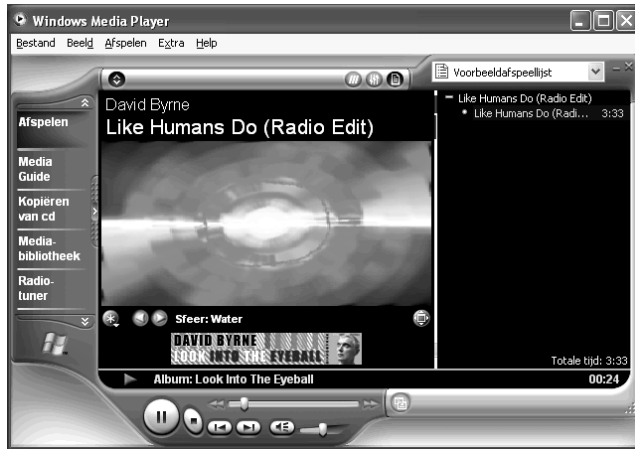 Windows Media Player
Bestand Beeld Afspelen Extra Help
Voorbeeldafspeellijst
David Byrne
Like Humans Do (Radio Edit)
Like Humans Do (Radio Edit)
Like Humans Do (Radi... 3:33
Afspelen
Media
Guide
Kopiëren
van cd
Media-
bibliotheek
Radio-
tuner
Sfeer: Water
DAVID BYRNE
LOOK INTO THE EYEBALL
Totale tijd: 3:33
Album: Look Into The Eyeball 00:24